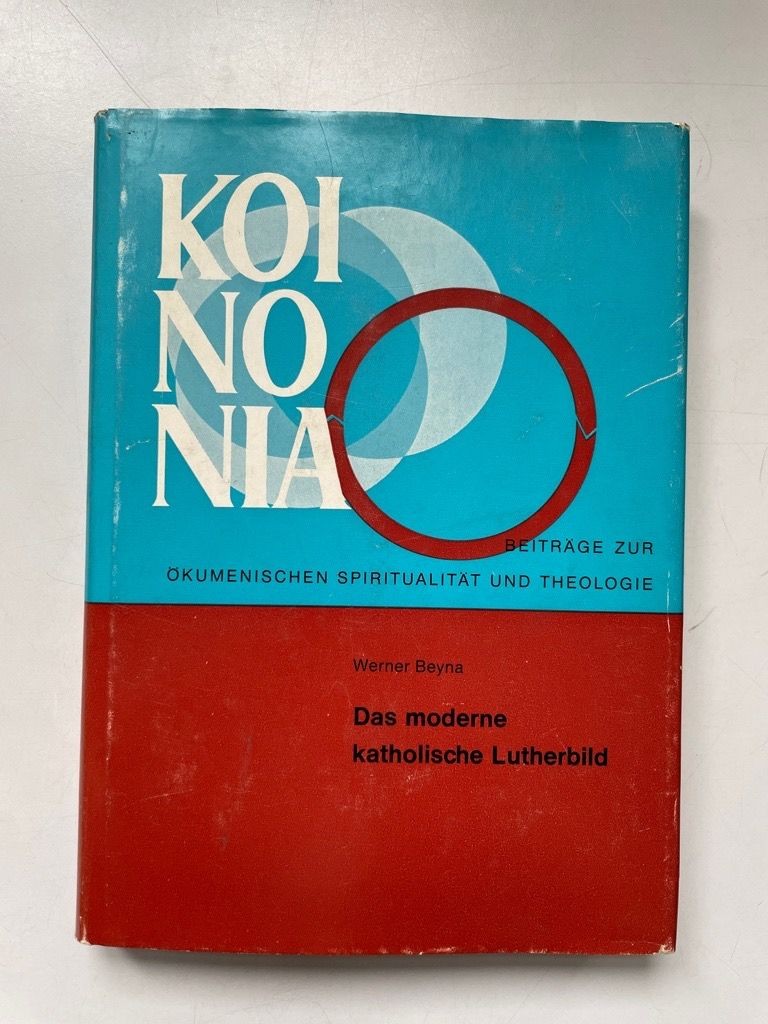 KOI
NO
NIA
BEITRÄGE ZUR
ÖKUMENISCHEN SPIRITUALITÄT UND THEOLOGIE
Werner Beyna
Das moderne
katholische Lutherbild